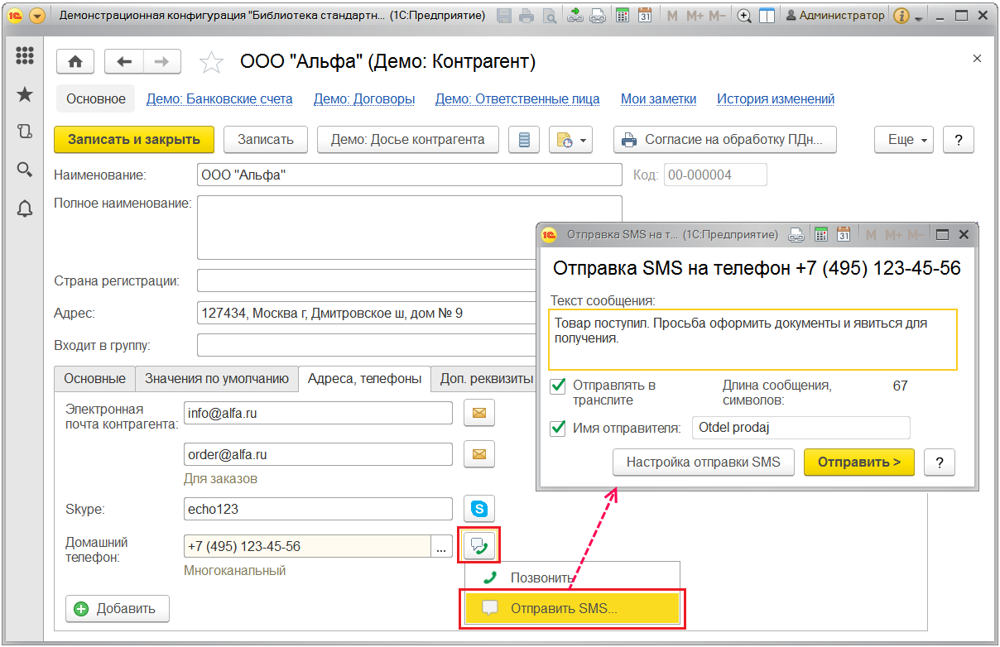 Демонстрационная конфигурация "Библиотека стандартн... (1С:Предприятие)
M M+ M-
Администратор
ООО "Альфа" (Демо: Контрагент)
Основное Демо: Банковские счета Демо: Договоры Демо: Ответственные лица Мои заметки История изменений
Записать и закрыть Записать Демо: Досье контрагента Согласие на обработку ПДн... Еще ?
Наименование: ООО "Альфа" Код: 00-000004
Полное наименование:
Страна регистрации:
Адрес: 127434, Москва г, Дмитровское ш, дом № 9
Входит в группу:
Основные Значения по умолчанию Адреса, телефоны Доп. реквизиты
Электронная
почта контрагента: info@alfa.ru
order@alfa.ru
Для заказов
Skype: echo123
Домашний
телефон: +7 (495) 123-45-56 ...
Многоканальный
Добавить
Позвонить
Отправить SMS...
Отправка SMS на т... (1С:Предприятие) 31 M M+ M-
Отправка SMS на телефон +7 (495) 123-45-56
Текст сообщения:
Товар поступил. Просьба оформить документы и явиться для
получения.
Отправлять в
транслите
Длина сообщения,
символов:
67
Имя отправителя: Otdel prodaj
Настройка отправки SMS Отправить > ?